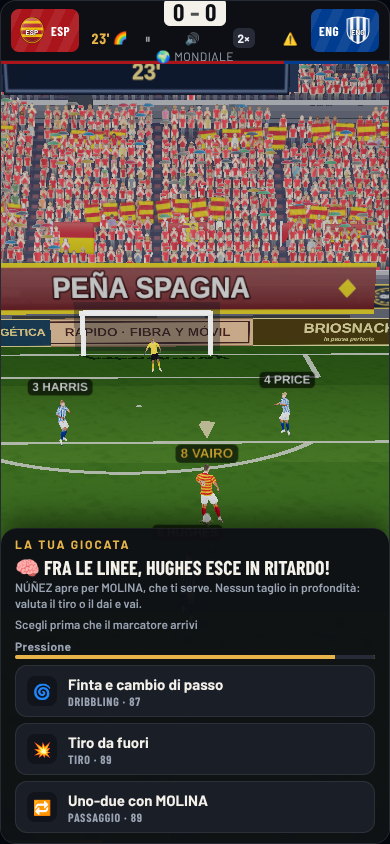 0 - 0
ESP
ESP
23'
2×
ENG
ENG
MONDIALE
23'
PEÑA SPAGNA
GÉTICA
RÁPIDO · FIBRA Y MÓVIL
BRIOSNACK
la pausa perfecta
3 HARRIS
4 PRICE
8 VAIRO
LA TUA GIOCATA
FRA LE LINEE, HUGHES ESCE IN RITARDO!
NÚÑEZ apre per MOLINA, che ti serve. Nessun taglio in profondità:
valuta il tiro o il dai e vai.
Scegli prima che il marcatore arrivi
Pressione
Finta e cambio di passo
DRIBBLING · 87
Tiro da fuori
TIRO · 89
Uno-due con MOLINA
PASSAGGIO · 89